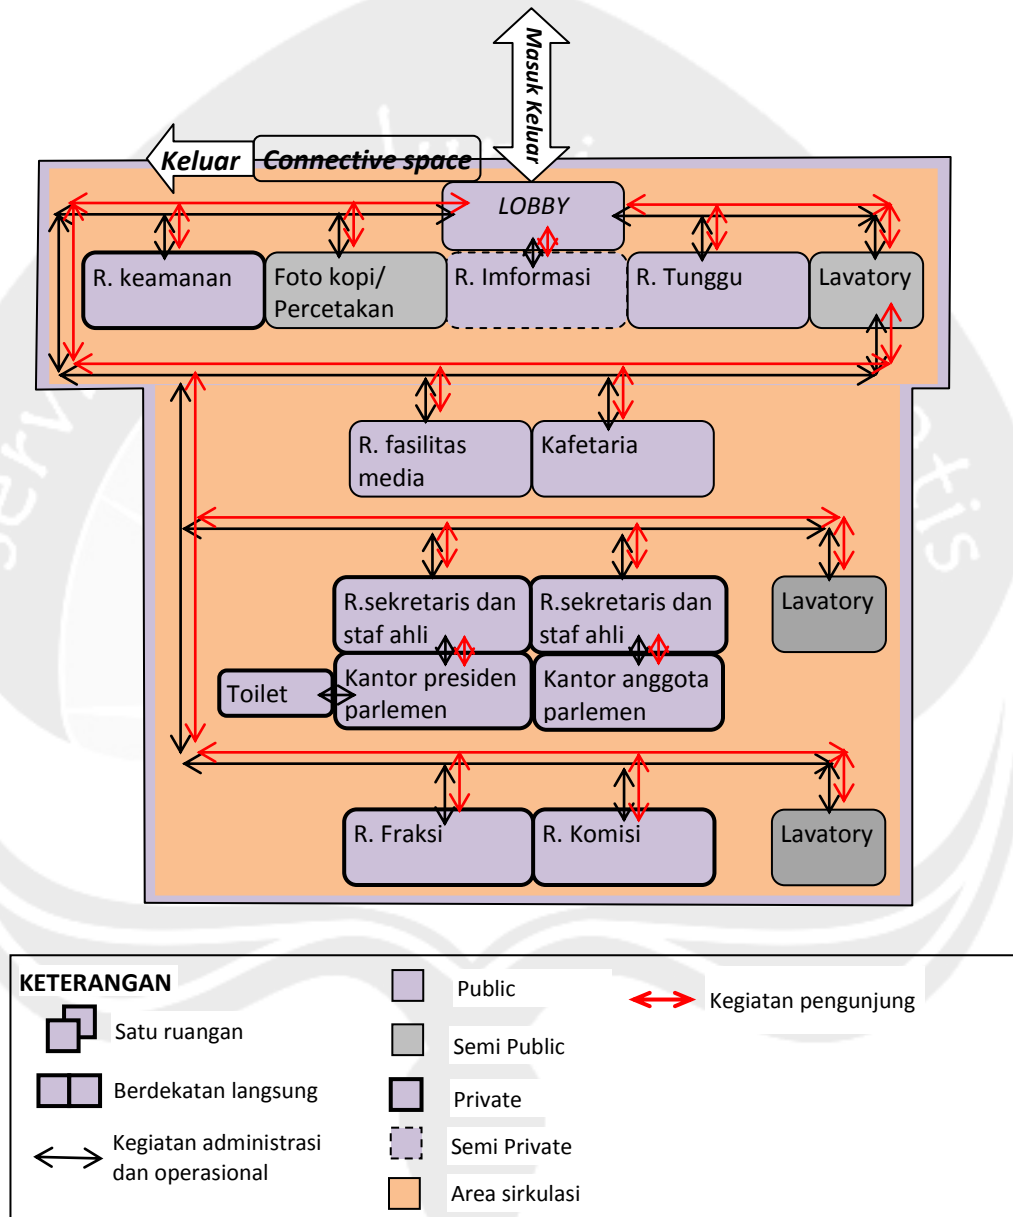 Masuk Keluar
Keluar
Connective space
LOBBY
R. keamanan
Foto kopi/
Percetakan
R. Imformasi
R. Tunggu
Lavatory
R. fasilitas
media
Kafetaria
R.sekretaris dan
staf ahli
R.sekretaris dan
staf ahli
Lavatory
Toilet
Kantor presiden
parlemen
Kantor anggota
parlemen
R. Fraksi
R. Komisi
Lavatory
KETERANGAN
Satu ruangan
Berdekatan langsung
Kegiatan administrasi
dan operasional
Public
Semi Public
Private
Semi Private
Area sirkulasi
Kegiatan pengunjung